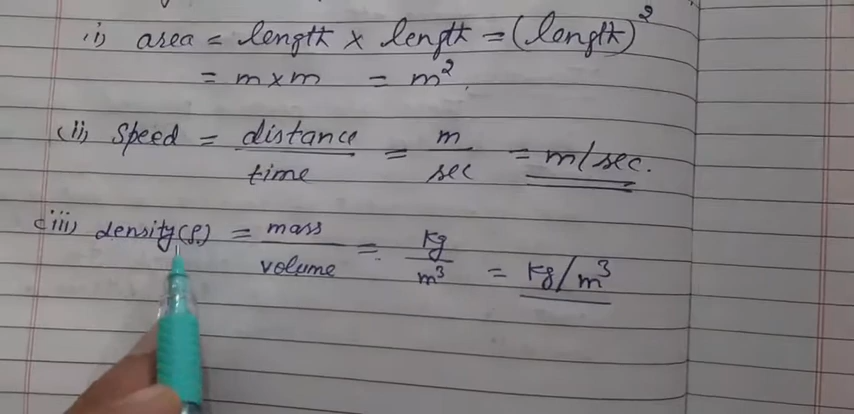 (i) area = length × length = (length)²
= m × m = m².
(ii) Speed = distance/time = m/sec = m/sec.
(iii) density(ρ) = mass/volume = kg/m³ = kg/m³